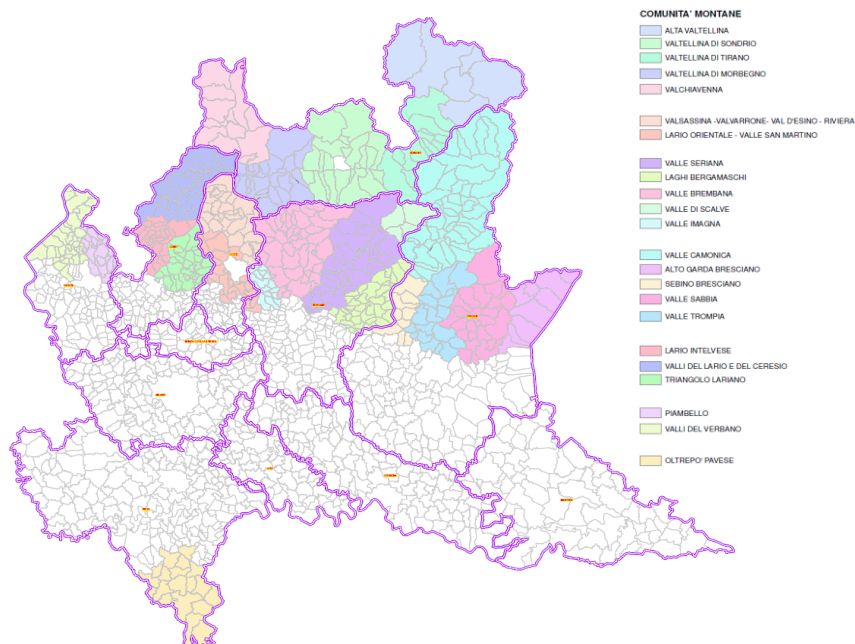 COMUNITA' MONTANE
ALTA VALTELLINA
VALTELLINA DI SONDRIO
VALTELLINA DI TIRANO
VALTELLINA DI MORBEGNO
VALCHIAVENNA
VALSASSINA -VALVARRONE- VAL D'ESINO - RIVIERA
LARIO ORIENTALE - VALLE SAN MARTINO
VALLE SERIANA
LAGHI BERGAMASCHI
VALLE BREMBANA
VALLE DI SCALVE
VALLE IMAGNA
VALLE CAMONICA
ALTO GARDA BRESCIANO
SEBINO BRESCIANO
VALLE SABBIA
VALLE TROMPIA
LARIO INTELVESE
VALLI DEL LARIO E DEL CERESIO
TRIANGOLO LARIANO
PIAMBELLO
VALLI DEL VERBANO
OLTREPO' PAVESE